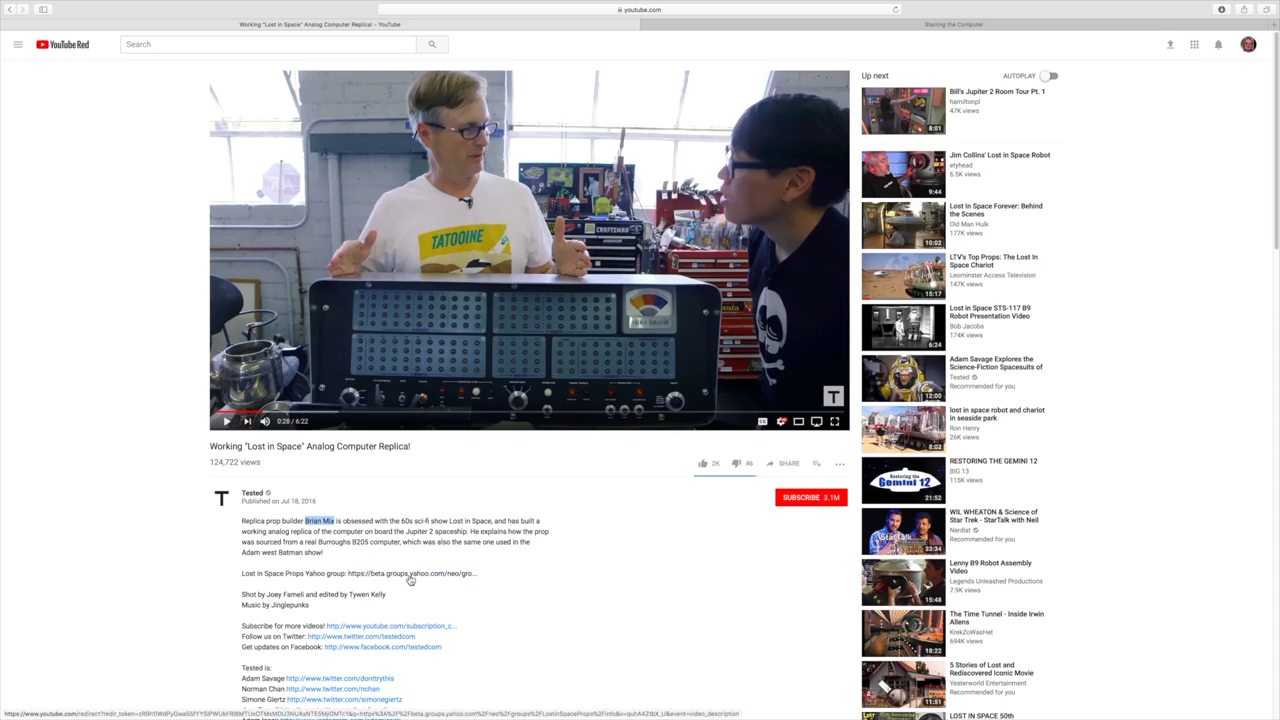 youtube.com
Working "Lost in Space" Analog Computer Replica! - YouTube
Starring the Computer
YouTube Red
Search
TATOOINE
CRAFTSMAN
T
0:28 / 6:22
Working "Lost in Space" Analog Computer Replica!
124,722 views
2K
46
SHARE
T
Tested
Published on Jul 18, 2016
SUBSCRIBE 3.1M
Replica prop builder Brian Mix is obsessed with the 60s sci-fi show Lost in Space, and has built a
working analog replica of the computer on board the Jupiter 2 spaceship. He explains how the prop
was sourced from a real Burroughs B205 computer, which was also the same one used in the
Adam west Batman show!
Lost in Space Props Yahoo group: https://beta.groups.yahoo.com/neo/gro...
Shot by Joey Fameli and edited by Tywen Kelly
Music by Jinglepunks
Subscribe for more videos! http://www.youtube.com/subscription_c...
Follow us on Twitter: http://www.twitter.com/testedcom
Get updates on Facebook: http://www.facebook.com/testedcom
Tested is:
Adam Savage http://www.twitter.com/donttrythis
Norman Chan http://www.twitter.com/nchan
Simone Giertz http://www.twitter.com/simonegiertz
Up next
AUTOPLAY
Bill's Jupiter 2 Room Tour Pt. 1
hamiltonpl
47K views
8:01
Jim Collins' Lost in Space Robot
etyhead
6.5K views
9:44
Lost In Space Forever: Behind
the Scenes
Old Man Hulk
177K views
10:02
LTV's Top Props: The Lost In
Space Chariot
Leominster Access Television
147K views
15:17
Lost in Space STS-117 B9
Robot Presentation Video
Bob Jacobs
174K views
6:24
Adam Savage Explores the
Science-Fiction Spacesuits of
Tested
Recommended for you
12:00
lost in space robot and chariot
in seaside park
Ron Henry
26K views
8:02
RESTORING THE GEMINI 12
BIG 13
115K views
Restoring the
Gemini 12
21:52
WIL WHEATON & Science of
Star Trek - StarTalk with Neil
Nerdist
Recommended for you
33:34
Lenny B9 Robot Assembly
Video
Legends Unleashed Productions
7.9K views
15:48
The Time Tunnel - Inside Irwin
Allens
KrekZoWasHet
694K views
18:22
5 Stories of Lost and
Rediscovered Iconic Movie
Yesterworld Entertainment
Recommended for you
11:51
LOST IN SPACE 50th